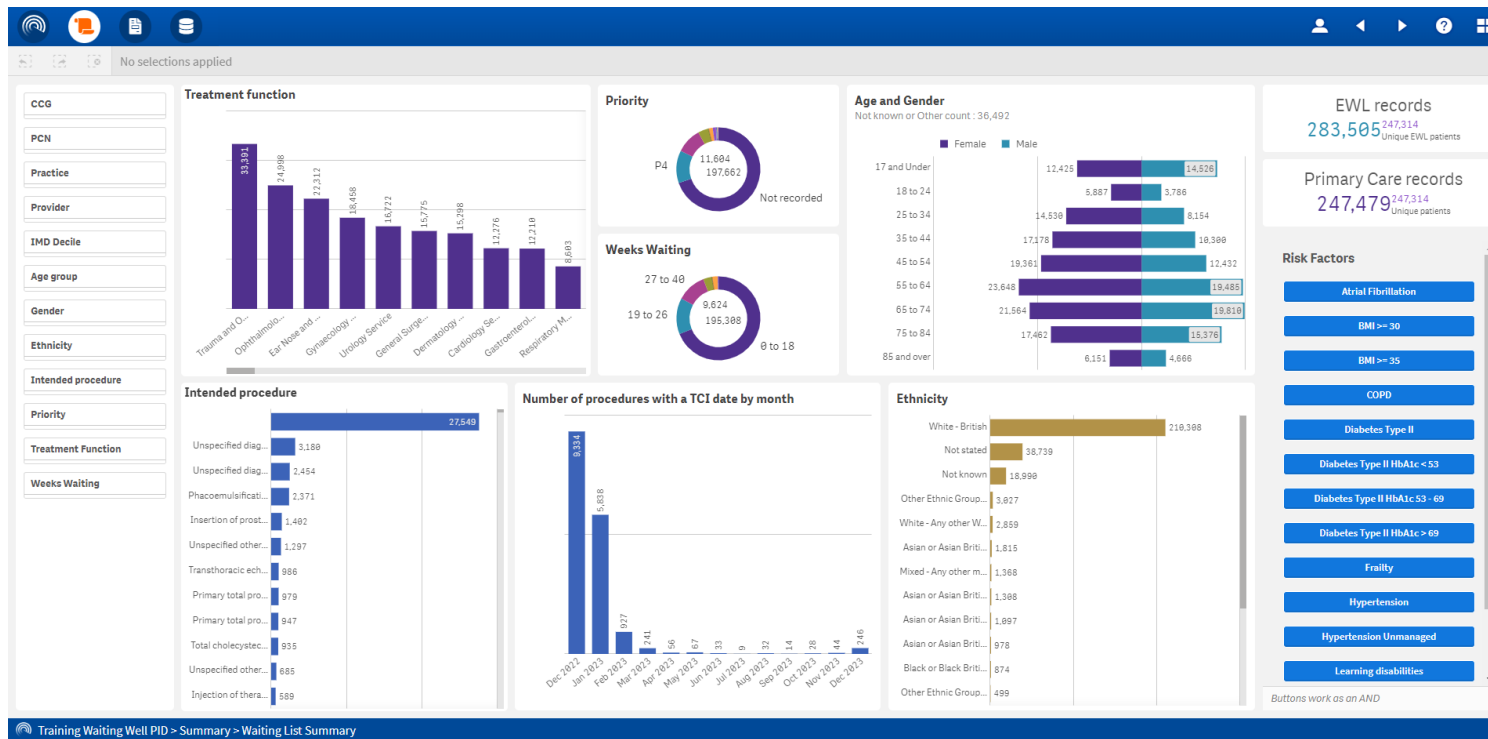 No selections applied
CCG
PCN
Practice
Provider
IMD Decile
Age group
Gender
Ethnicity
Intended procedure
Priority
Treatment Function
Weeks Waiting
Treatment function
33,391
24,998
22,312
18,458
16,722
15,775
15,298
12,276
12,210
8,603
Trauma and O...
Ophthalmolo...
Ear Nose and ...
Gynaecology ...
Urology Service
General Surge...
Dermatology ...
Cardiology Se...
Gastroenterol...
Respiratory M...
Priority
P4
11,604
197,662
Not recorded
Weeks Waiting
27 to 40
19 to 26
9,624
195,308
0 to 18
Age and Gender
Not known or Other count : 36,492
Female Male
17 and Under 12,425 14,526
18 to 24 5,887 3,786
25 to 34 14,530 8,154
35 to 44 17,178 10,300
45 to 54 19,361 12,432
55 to 64 23,648 19,485
65 to 74 21,564 19,810
75 to 84 17,462 15,376
85 and over 6,151 4,666
EWL records
283,505 247,314
Unique EWL patients
Primary Care records
247,479 247,314
Unique patients
Risk Factors
Atrial Fibrillation
BMI >= 30
BMI >= 35
COPD
Diabetes Type II
Diabetes Type II HbA1c < 53
Diabetes Type II HbA1c 53 - 69
Diabetes Type II HbA1c > 69
Frailty
Hypertension
Hypertension Unmanaged
Learning disabilities
Buttons work as an AND
Intended procedure
27,549
Unspecified diag... 3,180
Unspecified diag... 2,454
Phacoemulsificati... 2,371
Insertion of prost... 1,402
Unspecified other... 1,297
Transthoracic ech... 986
Primary total pro... 979
Primary total pro... 947
Total cholecystec... 935
Unspecified other... 685
Injection of thera... 589
Number of procedures with a TCI date by month
9,334
5,838
927
241
56
67
33
9
32
14
28
44
246
Dec 2022
Jan 2023
Feb 2023
Mar 2023
Apr 2023
May 2023
Jun 2023
Jul 2023
Aug 2023
Sep 2023
Oct 2023
Nov 2023
Dec 2023
Ethnicity
White - British 210,308
Not stated 38,739
Not known 18,990
Other Ethnic Group... 3,027
White - Any other W... 2,859
Asian or Asian Briti... 1,815
Mixed - Any other m... 1,368
Asian or Asian Briti... 1,308
Asian or Asian Briti... 1,097
Asian or Asian Briti... 978
Black or Black Briti... 874
Other Ethnic Group... 499
Training Waiting Well PID > Summary > Waiting List Summary